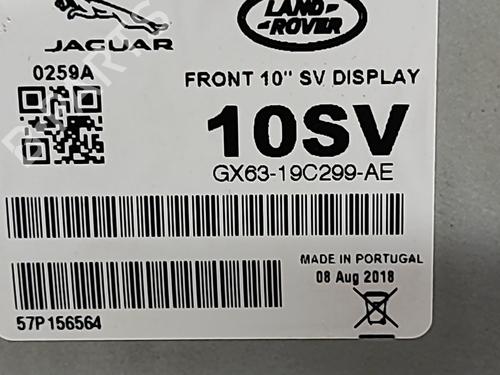 JAGUAR
LAND-
ROVER
0259A
FRONT 10" SV DISPLAY
10SV
GX63-19C299-AE
MADE IN PORTUGAL
08 Aug 2018
57P156564